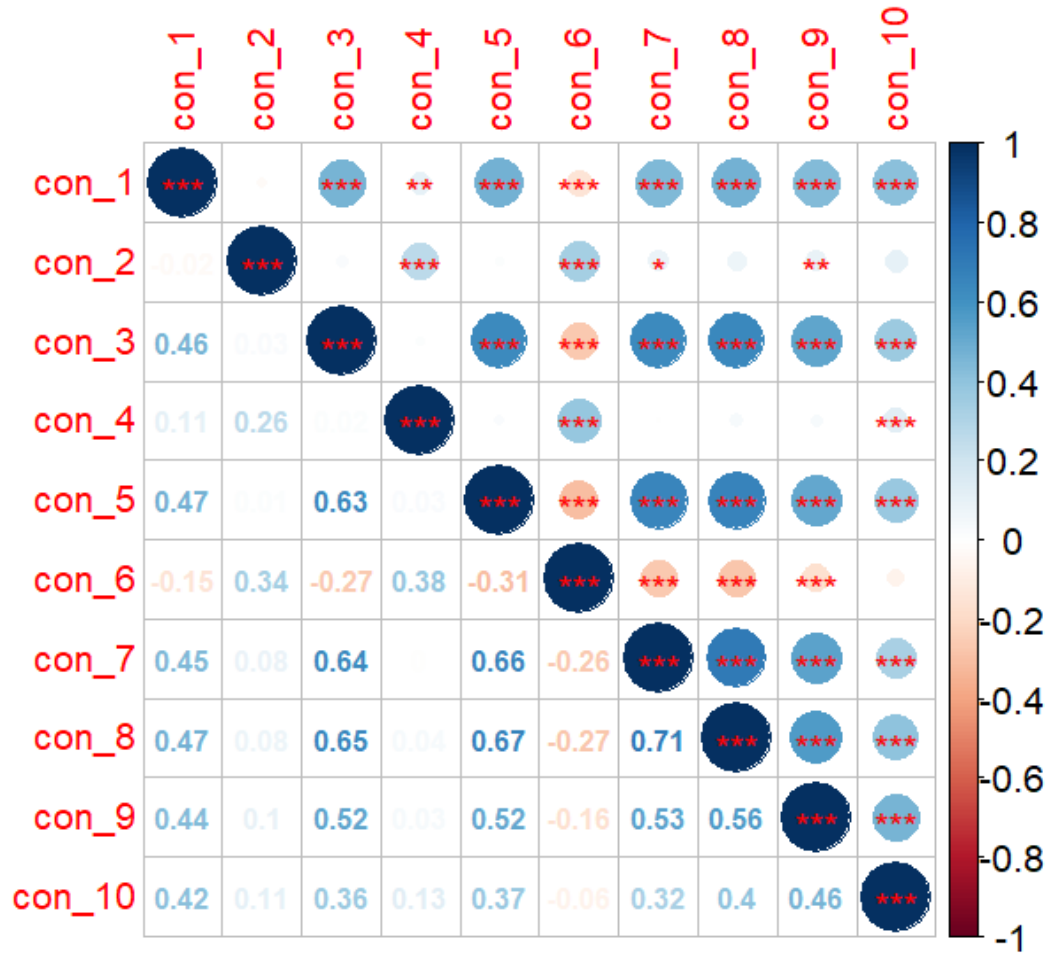 con_1 con_2 con_3 con_4 con_5 con_6 con_7 con_8 con_9 con_10
con_1 *** *** ** *** *** *** *** *** *** 1
con_2 -0.02 *** *** *** * ** 0.8
con_3 0.46 0.03 *** *** *** *** *** *** *** 0.6
con_4 0.11 0.26 0.02 *** *** *** 0.4
con_5 0.47 0.01 0.63 0.03 *** *** *** *** *** *** 0.2
con_6 -0.15 0.34 -0.27 0.38 -0.31 *** *** *** *** 0
con_7 0.45 0.08 0.64 0.66 -0.26 *** *** *** *** -0.2
con_8 0.47 0.08 0.65 0.04 0.67 -0.27 0.71 *** *** *** -0.4
con_9 0.44 0.1 0.52 0.03 0.52 -0.16 0.53 0.56 *** *** -0.6
con_10 0.42 0.11 0.36 0.13 0.37 -0.06 0.32 0.4 0.46 *** -0.8
-1